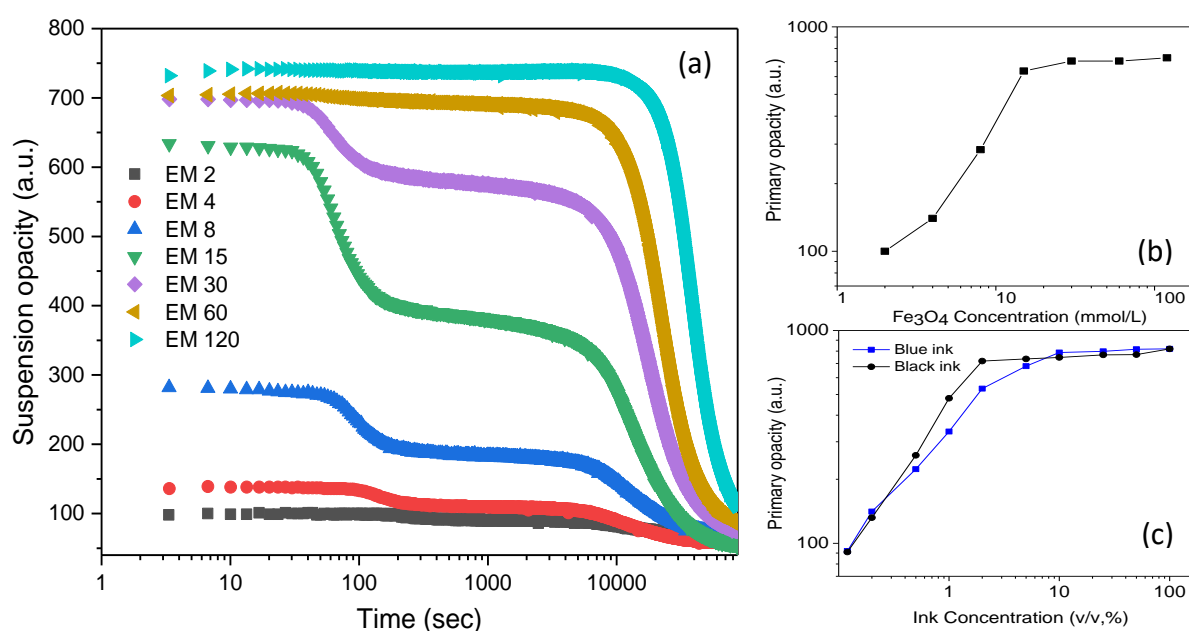 (a)
800
700
600
500
400
300
200
100
Suspension opacity (a.u.)
EM 2
EM 4
EM 8
EM 15
EM 30
EM 60
EM 120
1 10 100 1000 10000
Time (sec)
(b)
1000
100
Primary opacity (a.u.)
1 10 100
Fe3O4 Concentration (mmol/L)
(c)
1000
100
Primary opacity (a.u.)
Blue ink
Black ink
1 10 100
Ink Concentration (v/v,%)